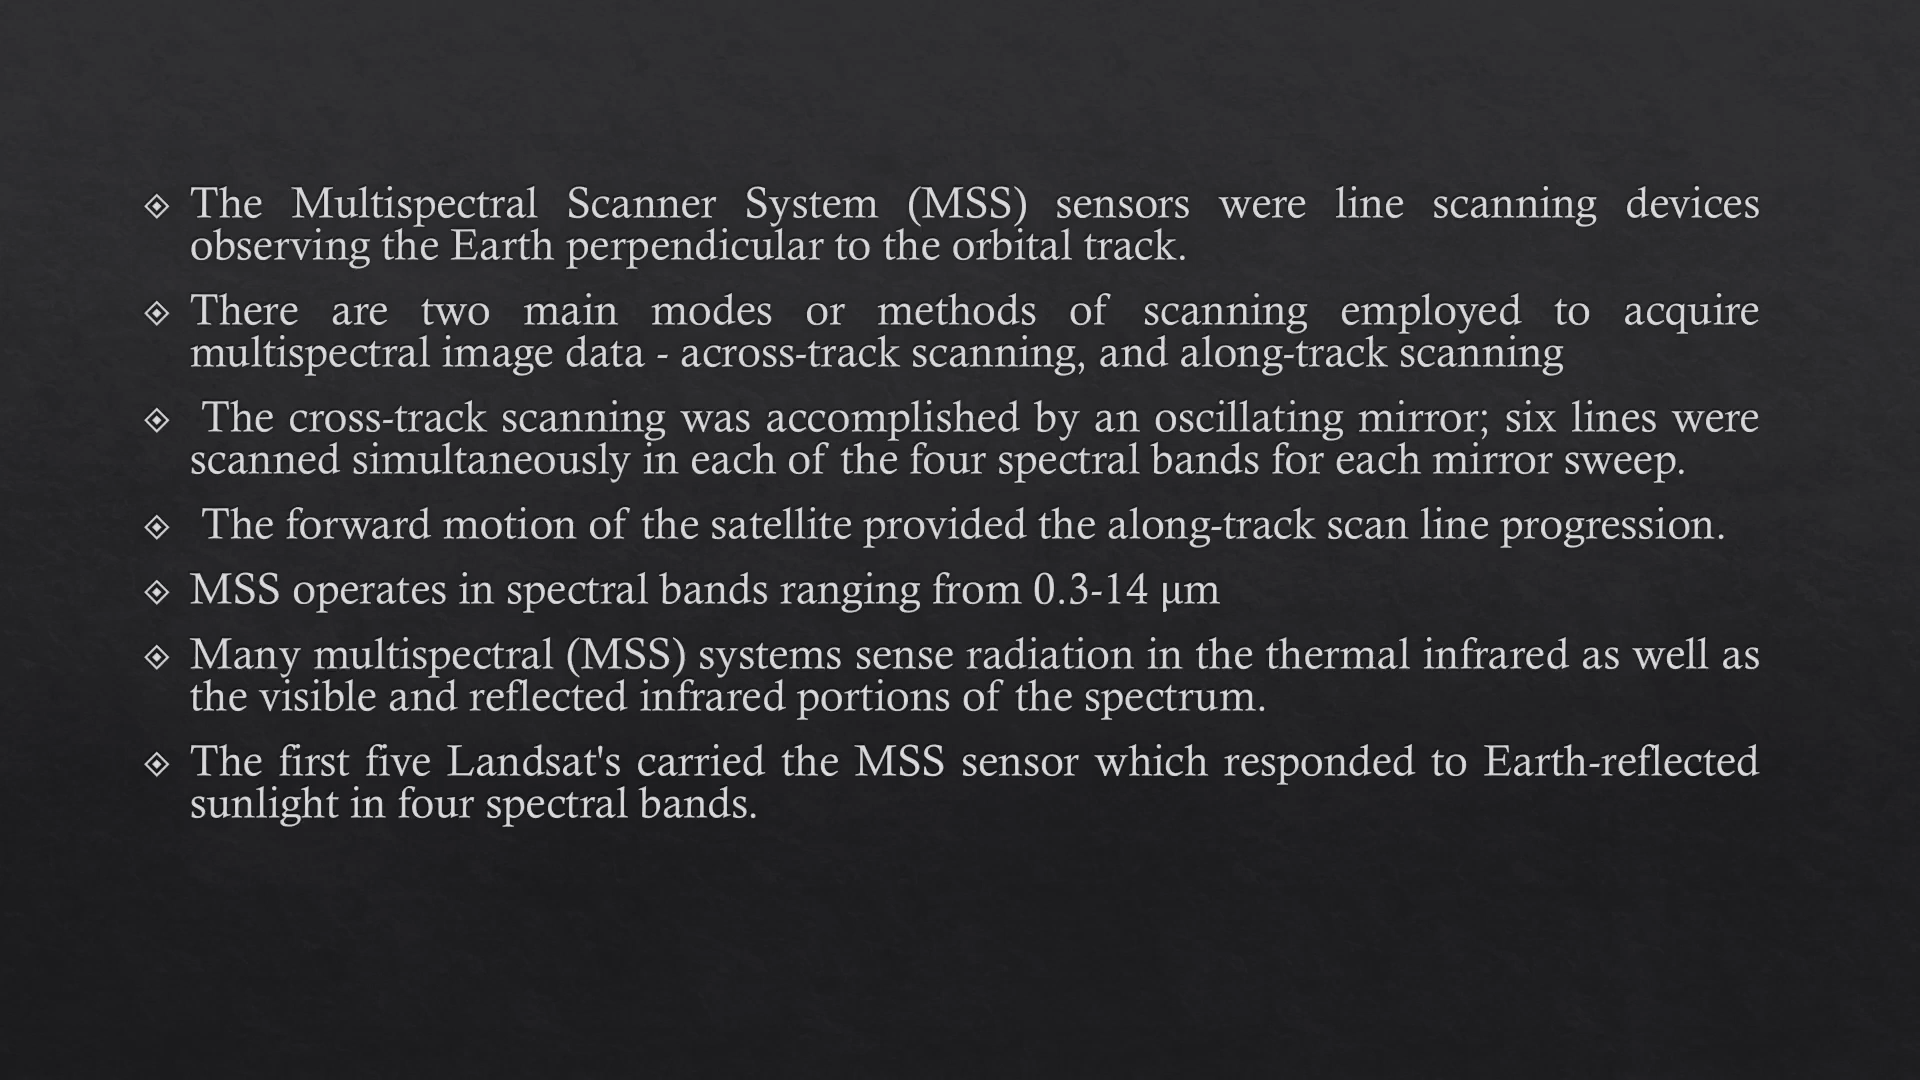 The Multispectral Scanner System (MSS) sensors were line scanning devices
observing the Earth perpendicular to the orbital track.
There are two main modes or methods of scanning employed to acquire
multispectral image data - across-track scanning, and along-track scanning
The cross-track scanning was accomplished by an oscillating mirror; six lines were
scanned simultaneously in each of the four spectral bands for each mirror sweep.
The forward motion of the satellite provided the along-track scan line progression.
MSS operates in spectral bands ranging from 0.3-14 μm
Many multispectral (MSS) systems sense radiation in the thermal infrared as well as
the visible and reflected infrared portions of the spectrum.
The first five Landsat's carried the MSS sensor which responded to Earth-reflected
sunlight in four spectral bands.